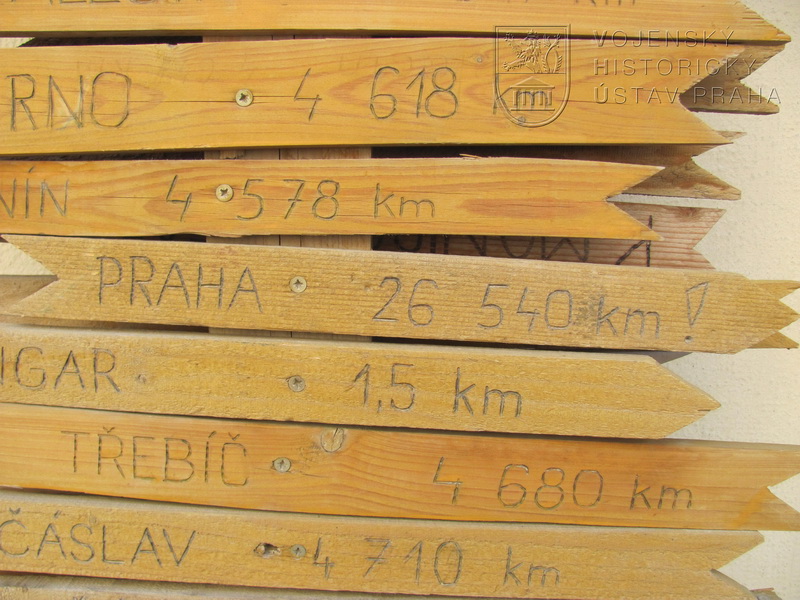 VOJENSKÝ
HISTORICKÝ
ÚSTAV PRAHA
RNO 4 618 k
NÍN 4 578 km
PRAHA 26 540 km !
IGAR 1,5 km
TŘEBÍČ 4 680 km
ČÁSLAV 4 710 km